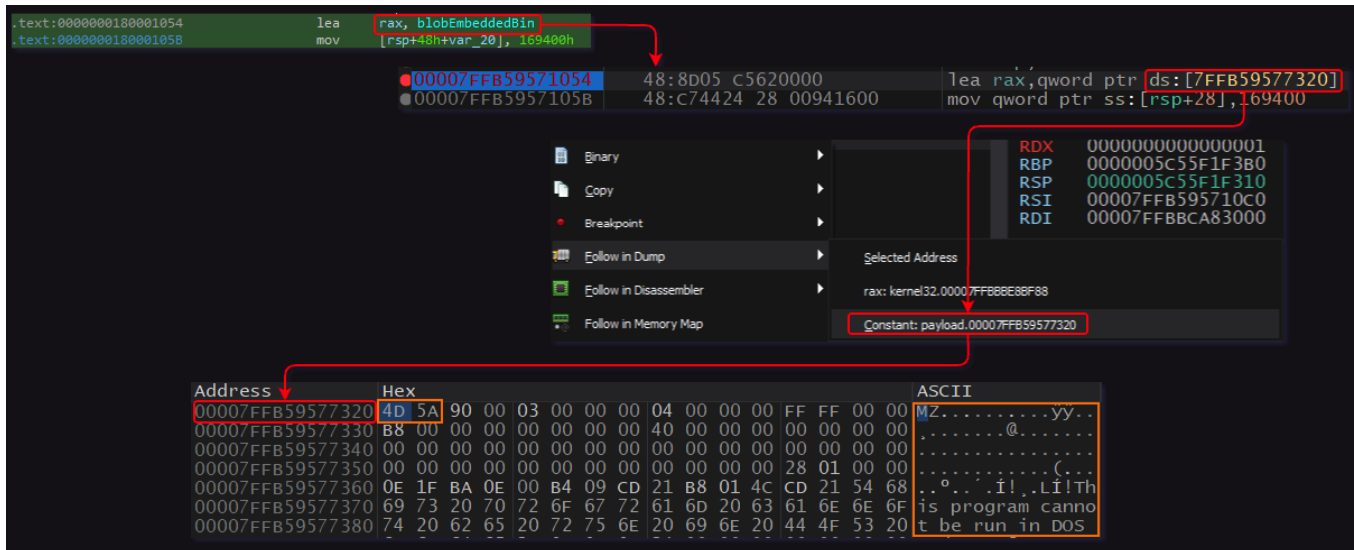 .text:0000000180001054 lea rax, blobEmbeddedBin
.text:000000018000105B mov [rsp+48h+var_20], 169400h
00007FFB59571054 48:8D05 C5620000 lea rax,qword ptr ds:[7FFB59577320]
00007FFB5957105B 48:C74424 28 00941600 mov qword ptr ss:[rsp+28],169400
Binary
Copy
Breakpoint
Follow in Dump
Follow in Disassembler
Follow in Memory Map
RDX 0000000000000001
RBP 0000005C55F1F3B0
RSP 0000005C55F1F310
RSI 00007FFB595710C0
RDI 00007FFBBCA83000
Selected Address
rax: kernel32.00007FFBBBE8BF88
Constant: payload.00007FFB59577320
Address Hex ASCII
00007FFB59577320 4D 5A 90 00 03 00 00 00 04 00 00 00 FF FF 00 00 MZ..........ÿÿ..
00007FFB59577330 B8 00 00 00 00 00 00 00 40 00 00 00 00 00 00 00 ¸.......@.......
00007FFB59577340 00 00 00 00 00 00 00 00 00 00 00 00 00 00 00 00 ................
00007FFB59577350 00 00 00 00 00 00 00 00 00 00 00 00 28 01 00 00 ............(...
00007FFB59577360 0E 1F BA 0E 00 B4 09 CD 21 B8 01 4C CD 21 54 68 ..º..´.Í!¸.LÍ!Th
00007FFB59577370 69 73 20 70 72 6F 67 72 61 6D 20 63 61 6E 6E 6F is program canno
00007FFB59577380 74 20 62 65 20 72 75 6E 20 69 6E 20 44 4F 53 20 t be run in DOS